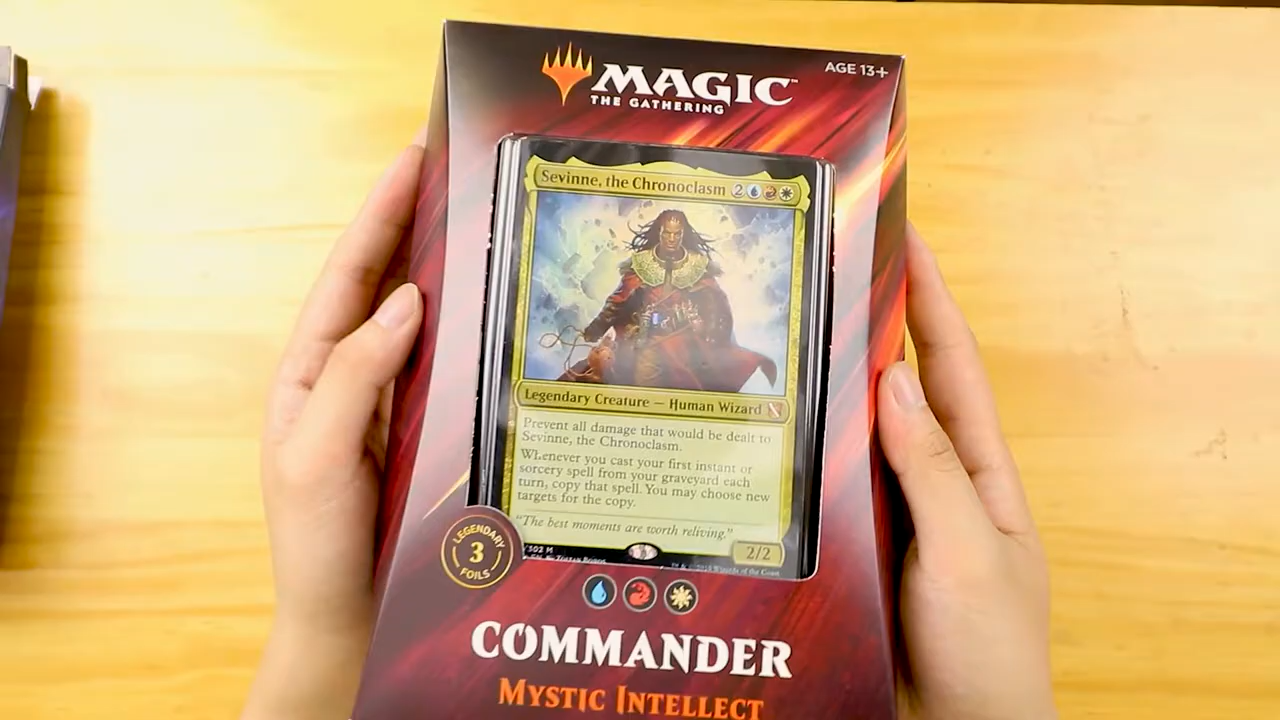 MAGIC™
THE GATHERING
AGE 13+
Sevinne, the Chronoclasm 2
Legendary Creature — Human Wizard
Prevent all damage that would be dealt to
Sevinne, the Chronoclasm.
Whenever you cast your first instant or
sorcery spell from your graveyard each
turn, copy that spell. You may choose new
targets for the copy.
"The best moments are worth reliving."
/302 M
2/2
LEGENDARY
3
FOILS
COMMANDER
MYSTIC INTELLECT